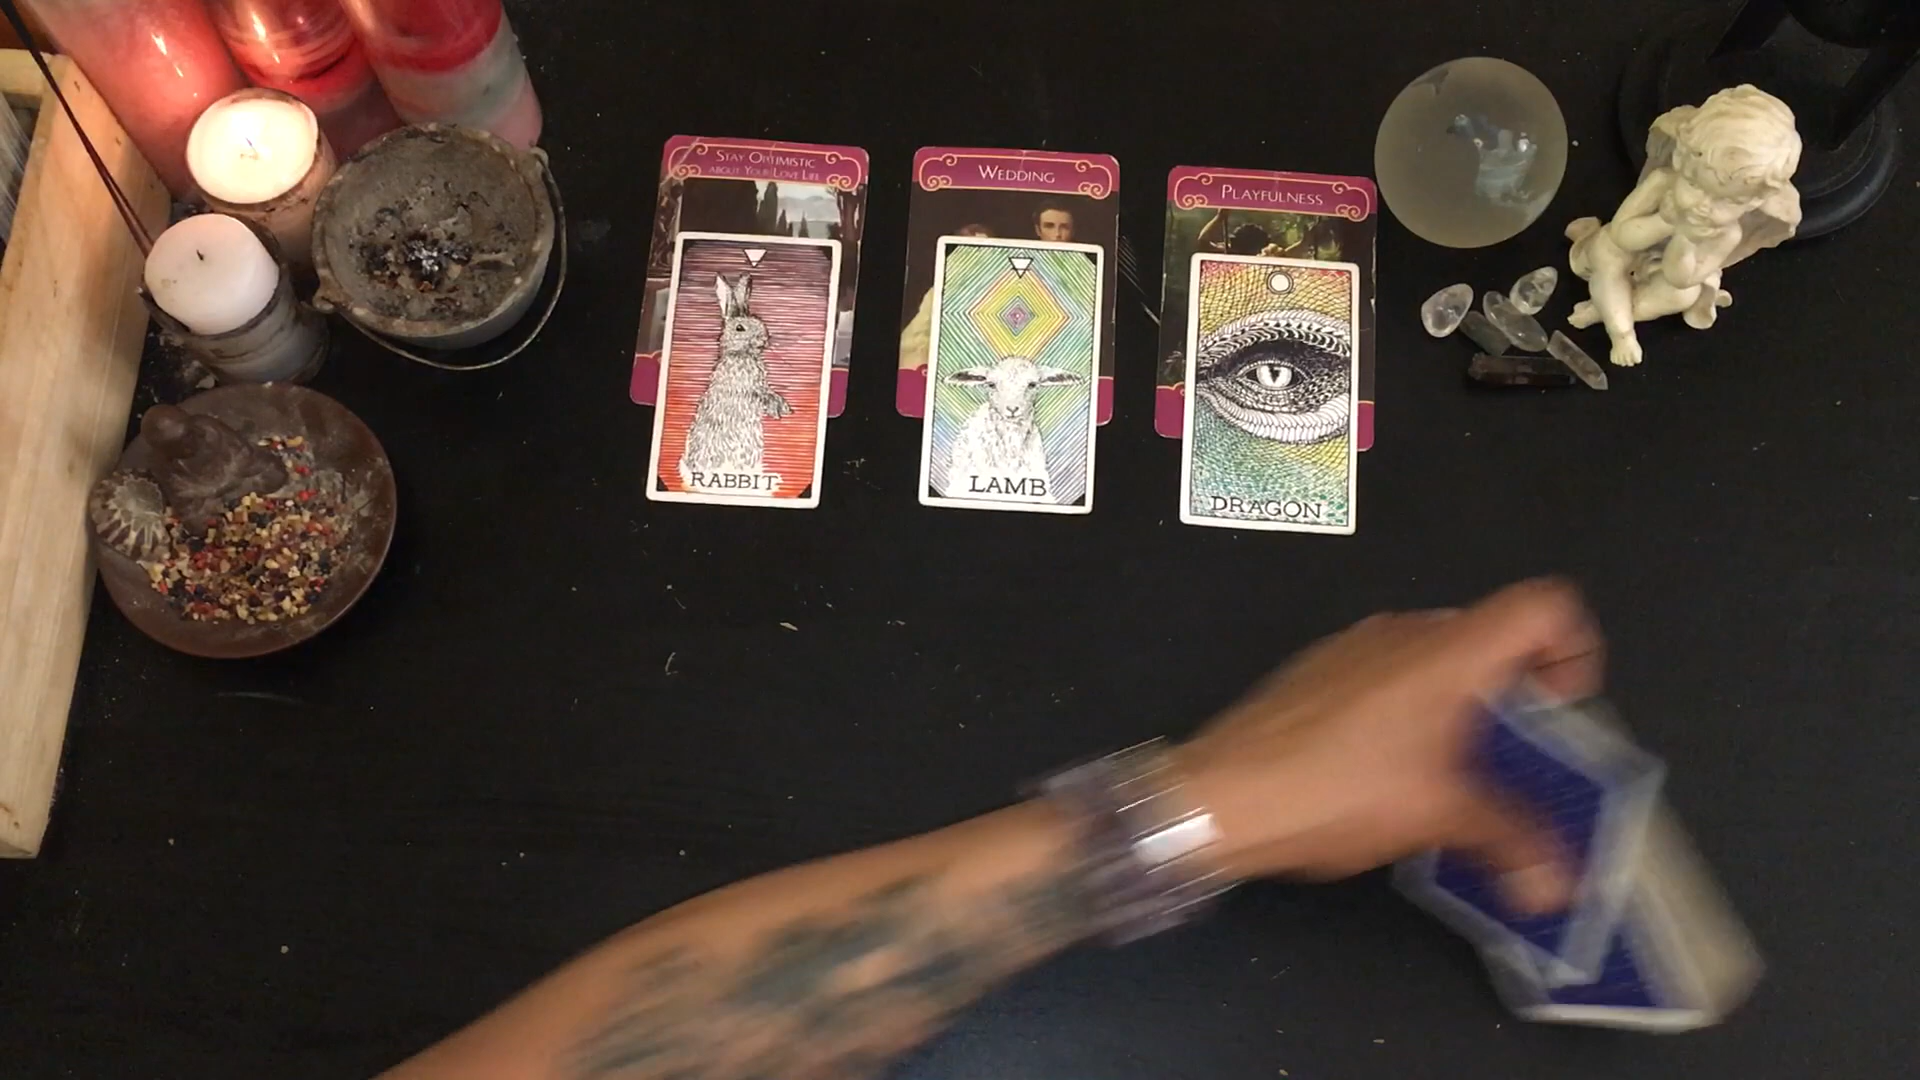 STAY OPTIMISTIC
ABOUT YOUR LOVE LIFE
WEDDING
PLAYFULNESS
RABBIT
LAMB
DRAGON